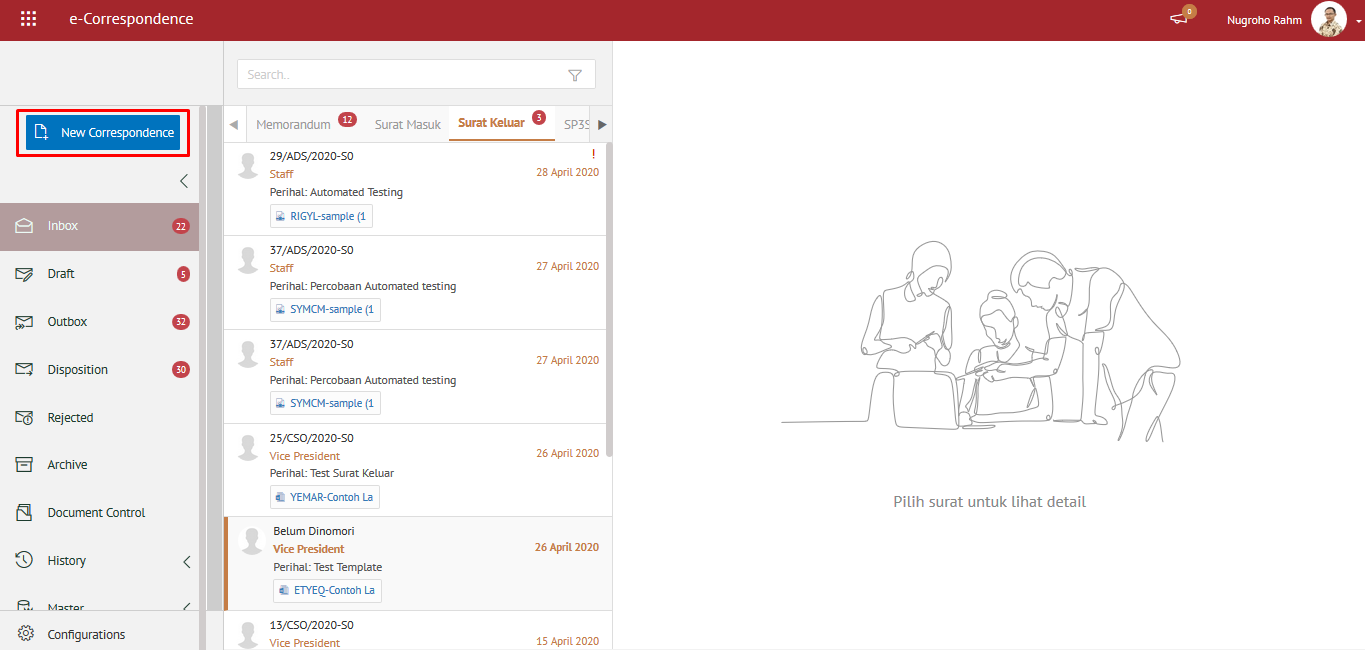 e-Correspondence
0
Nugroho Rahm
Search..
New Correspondence
Inbox 22
Draft 5
Outbox 32
Disposition 30
Rejected
Archive
Document Control
History
Master
Configurations
Memorandum 12 Surat Masuk Surat Keluar 3 SP3S
29/ADS/2020-S0 !
Staff 28 April 2020
Perihal: Automated Testing
RIGYL-sample (1
37/ADS/2020-S0
Staff 27 April 2020
Perihal: Percobaan Automated testing
SYMCM-sample (1
37/ADS/2020-S0
Staff 27 April 2020
Perihal: Percobaan Automated testing
SYMCM-sample (1
25/CSO/2020-S0
Vice President 26 April 2020
Perihal: Test Surat Keluar
YEMAR-Contoh La
Belum Dinomori
Vice President 26 April 2020
Perihal: Test Template
ETYEQ-Contoh La
13/CSO/2020-S0
Vice President 15 April 2020
Pilih surat untuk lihat detail